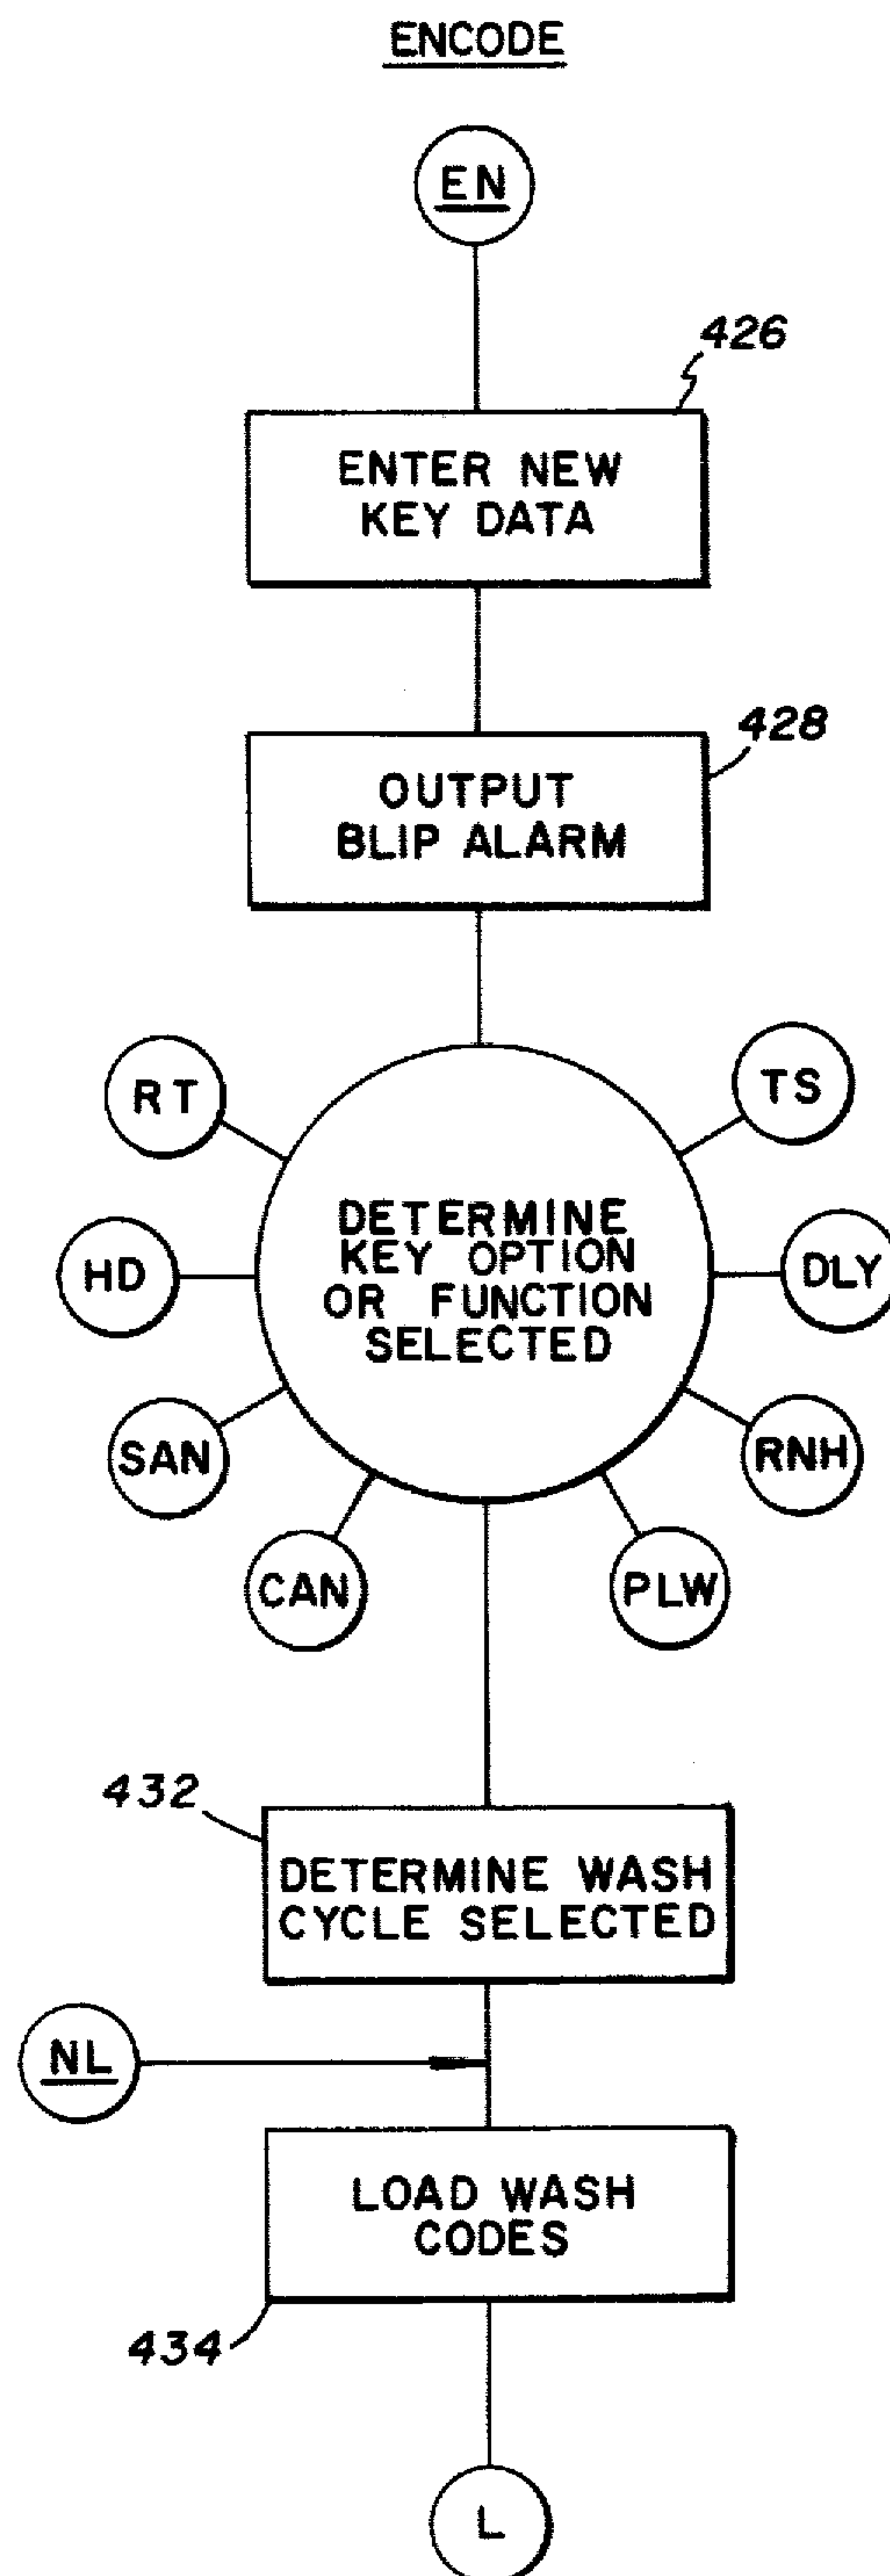 ENCODE
EN
426
ENTER NEW
KEY DATA
428
OUTPUT
BLIP ALARM
RT
TS
DETERMINE
KEY OPTION
OR FUNCTION
SELECTED
HD
DLY
SAN
RNH
CAN
PLW
432
DETERMINE WASH
CYCLE SELECTED
NL
LOAD WASH
CODES
434
L